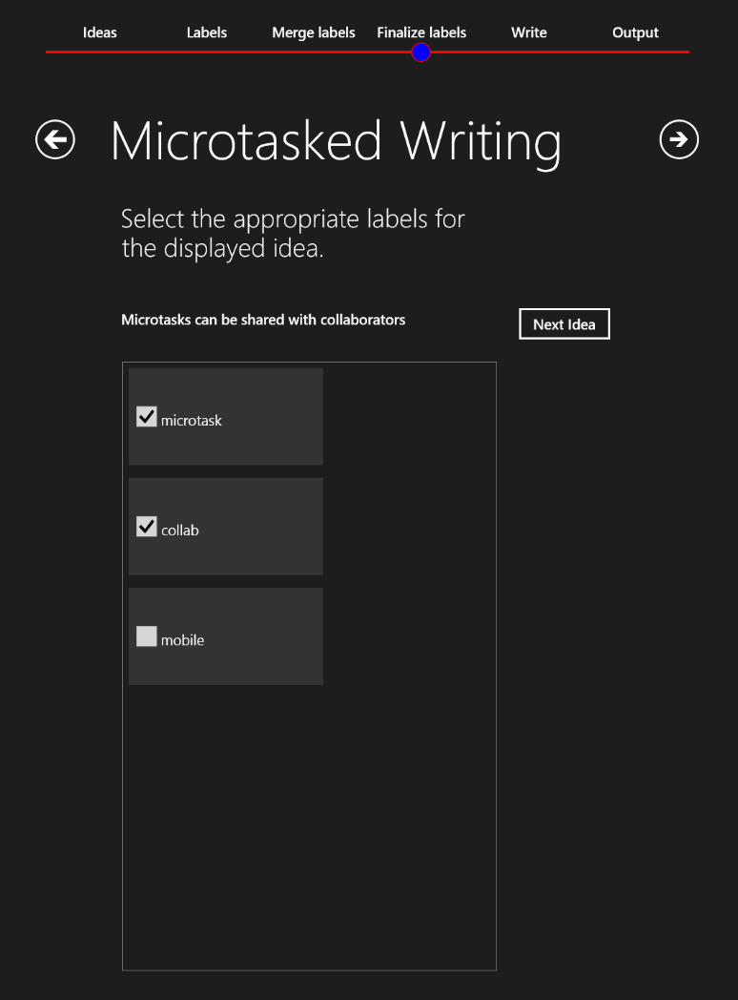 Ideas Labels Merge labels Finalize labels Write Output
Microtasked Writing
Select the appropriate labels for
the displayed idea.
Microtasks can be shared with collaborators
Next Idea
microtask
collab
mobile